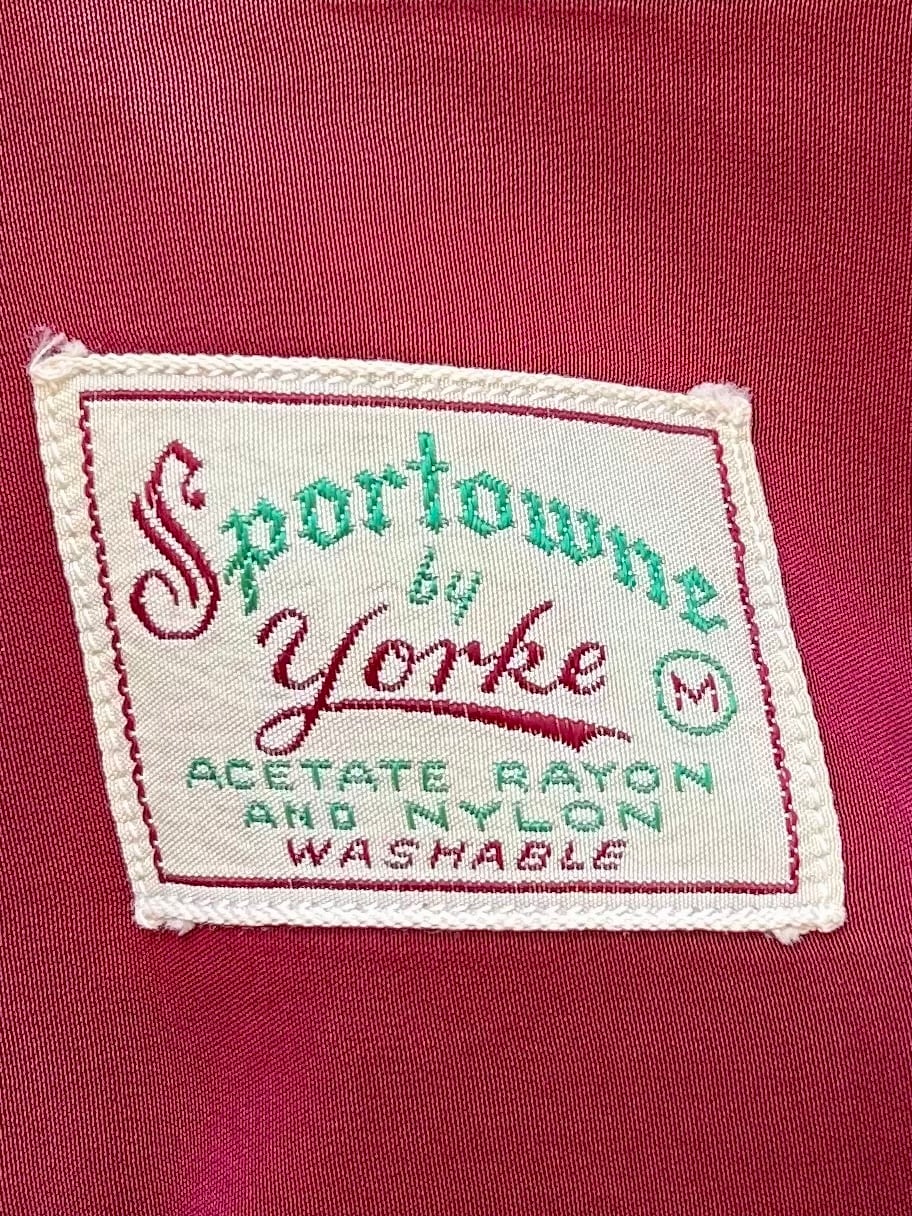 Sportowne
by
Yorke
M
ACETATE RAYON
AND NYLON
WASHABLE